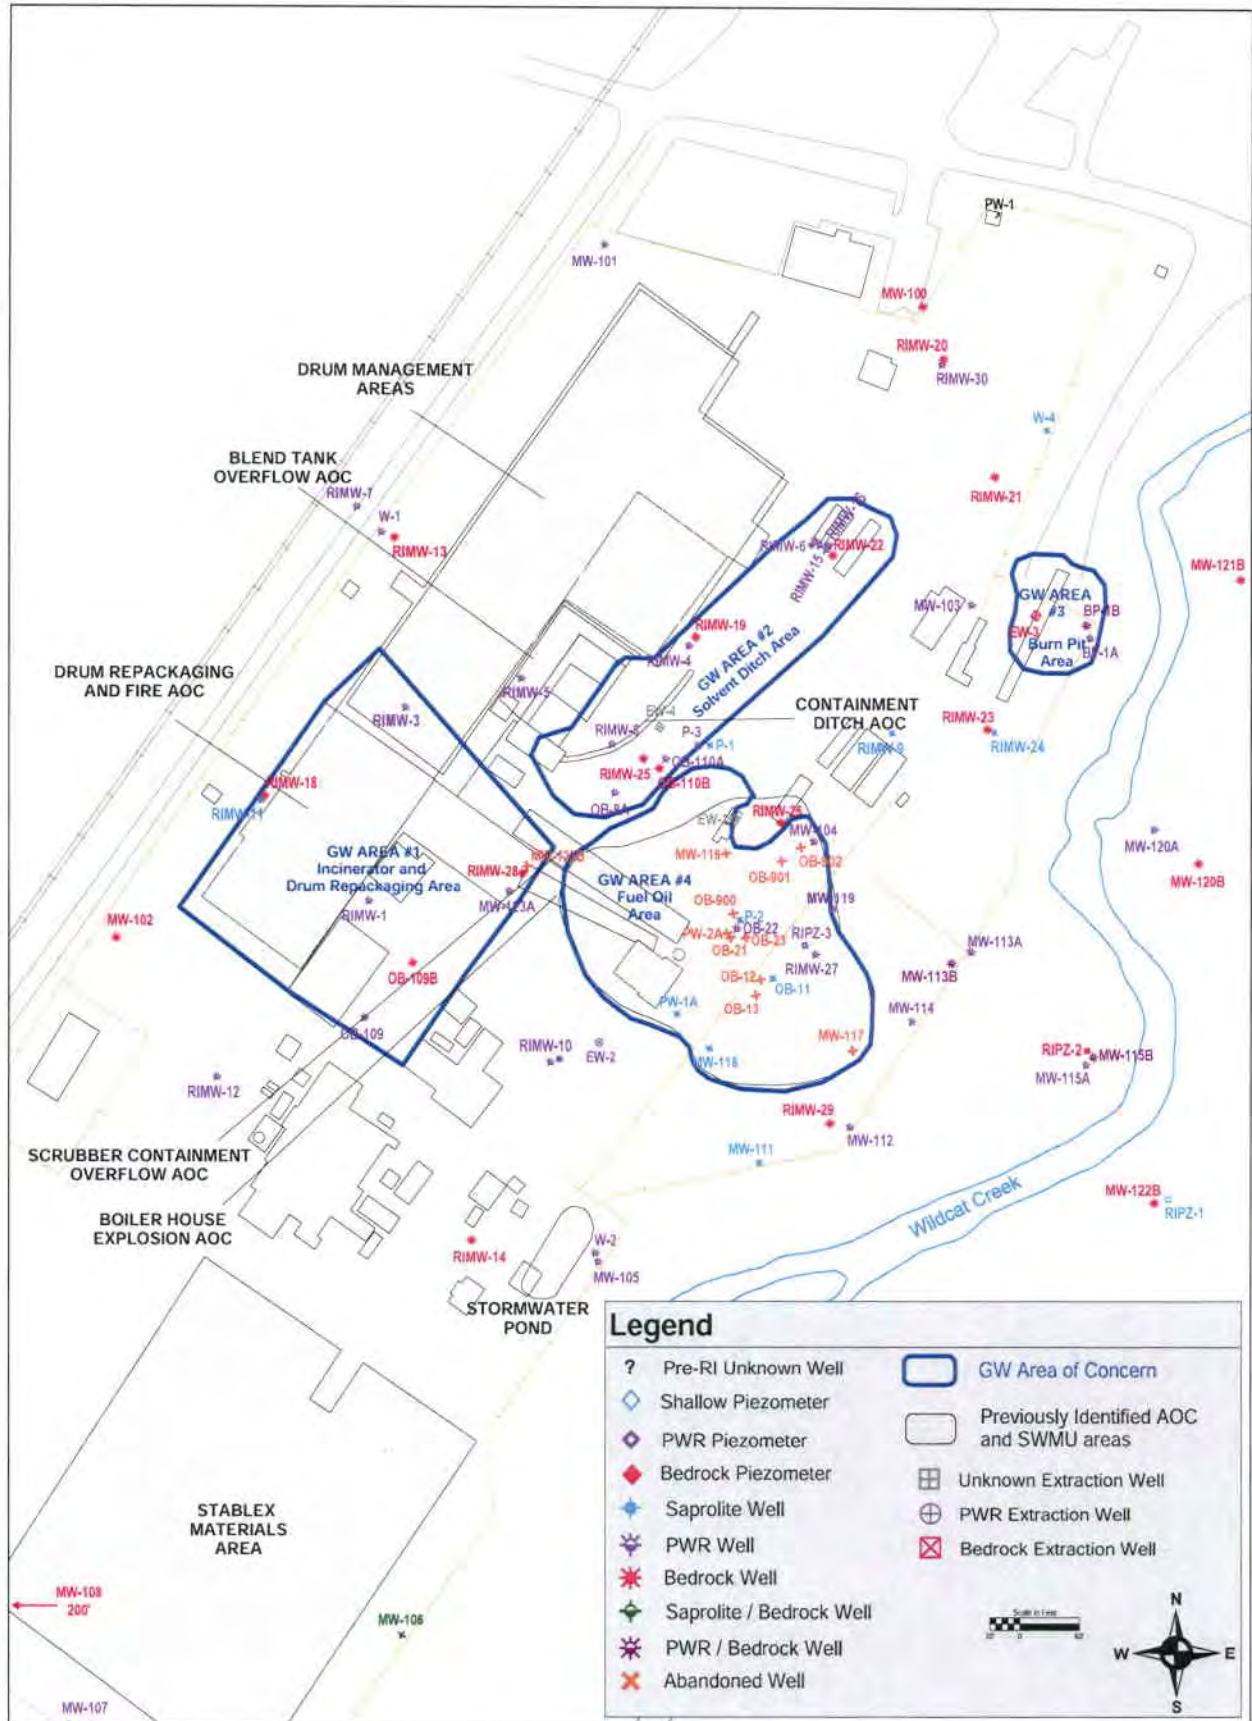 PW-1
MW-101
MW-100
RIMW-20
RIMW-30
DRUM MANAGEMENT
AREAS
W-4
BLEND TANK
OVERFLOW AOC
RIMW-7
W-1
RIMW-13
RIMW-21
RIMW-6
RIMW-22
RIMW-15
MW-121B
MW-103
GW AREA
#3
EW-3
BP-1B
BP-1A
Burn Pit
Area
RIMW-19
RIMW-4
GW AREA #2
Solvent Ditch Area
DRUM REPACKAGING
AND FIRE AOC
RIMW-5
RIMW-3
EW-4
CONTAINMENT
DITCH AOC
RIMW-8
P-3
P-1
RIMW-9
RIMW-23
RIMW-24
RIMW-25
OB-110A
OB-110B
OB-8A
RIMW-18
RIMW-11
MW-104
MW-120A
MW-120B
GW AREA #1
Incinerator and
Drum Repackaging Area
RIMW-28
MW-123A
MW-116
OB-901
OB-902
GW AREA #4
Fuel Oil
Area
RIMW-1
OB-900
P-2
MW-119
MW-102
PW-2A
OB-22
OB-21
OB-23
RIPZ-3
RIMW-27
MW-113A
MW-113B
OB-109B
OB-12
OB-11
OB-13
PW-1A
MW-114
OB-109
RIMW-10
EW-2
MW-118
MW-117
RIPZ-2
MW-115B
MW-115A
RIMW-12
RIMW-29
MW-112
SCRUBBER CONTAINMENT
OVERFLOW AOC
MW-111
MW-122B
RIPZ-1
Wildcat Creek
BOILER HOUSE
EXPLOSION AOC
RIMW-14
W-2
MW-105
STORMWATER
POND
Legend
? Pre-RI Unknown Well
Shallow Piezometer
PWR Piezometer
Bedrock Piezometer
Saprolite Well
PWR Well
Bedrock Well
Saprolite / Bedrock Well
PWR / Bedrock Well
Abandoned Well
GW Area of Concern
Previously Identified AOC
and SWMU areas
Unknown Extraction Well
PWR Extraction Well
Bedrock Extraction Well
Scale in Feet
N
W
E
S
STABLEX
MATERIALS
AREA
MW-108
200'
MW-106
MW-107